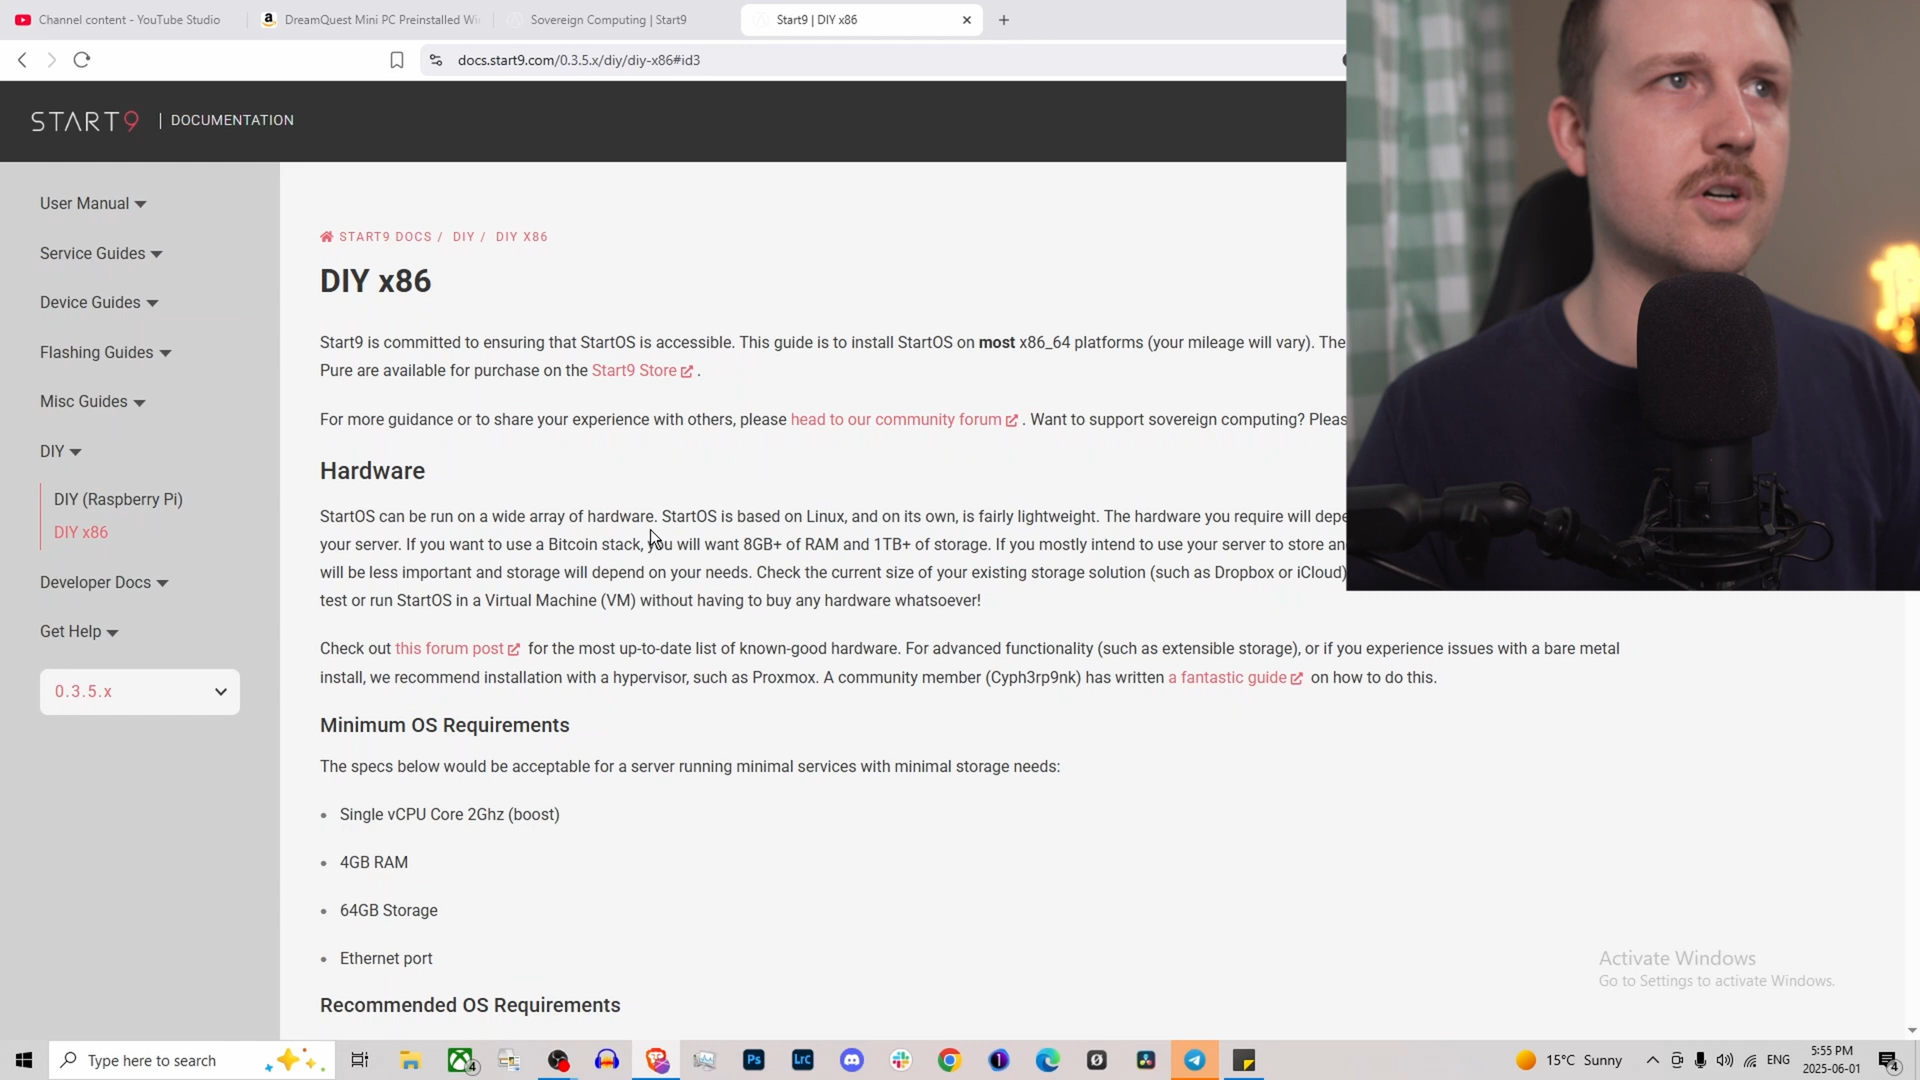 Channel content - YouTube Studio
DreamQuest Mini PC Preinstalled Wi
Sovereign Computing | Start9
Start9 | DIY x86
docs.start9.com/0.3.5.x/diy/diy-x86#id3
START9 | DOCUMENTATION
User Manual
Service Guides
Device Guides
Flashing Guides
Misc Guides
DIY
DIY (Raspberry Pi)
DIY x86
Developer Docs
Get Help
0.3.5.x
START9 DOCS / DIY / DIY X86
DIY x86
Start9 is committed to ensuring that StartOS is accessible. This guide is to install StartOS on most x86_64 platforms (your mileage will vary). The
Pure are available for purchase on the Start9 Store .
For more guidance or to share your experience with others, please head to our community forum . Want to support sovereign computing? Pleas
Hardware
StartOS can be run on a wide array of hardware. StartOS is based on Linux, and on its own, is fairly lightweight. The hardware you require will depe
your server. If you want to use a Bitcoin stack, you will want 8GB+ of RAM and 1TB+ of storage. If you mostly intend to use your server to store an
will be less important and storage will depend on your needs. Check the current size of your existing storage solution (such as Dropbox or iCloud)
test or run StartOS in a Virtual Machine (VM) without having to buy any hardware whatsoever!
Check out this forum post for the most up-to-date list of known-good hardware. For advanced functionality (such as extensible storage), or if you experience issues with a bare metal
install, we recommend installation with a hypervisor, such as Proxmox. A community member (Cyph3rp9nk) has written a fantastic guide on how to do this.
Minimum OS Requirements
The specs below would be acceptable for a server running minimal services with minimal storage needs:
Single vCPU Core 2Ghz (boost)
4GB RAM
64GB Storage
Ethernet port
Recommended OS Requirements
Activate Windows
Go to Settings to activate Windows.
Type here to search
4
Ps
Lrc
15°C Sunny
ENG
5:55 PM
2025-06-01
4